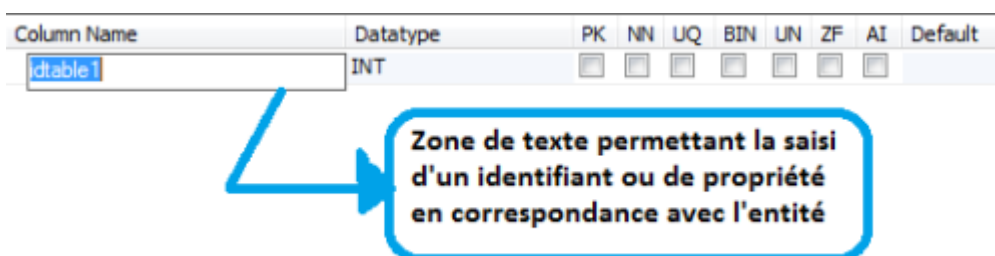 Column Name Datatype PK NN UQ BIN UN ZF AI Default
idtable1 INT
Zone de texte permettant la saisi
d'un identifiant ou de propriété
en correspondance avec l'entité